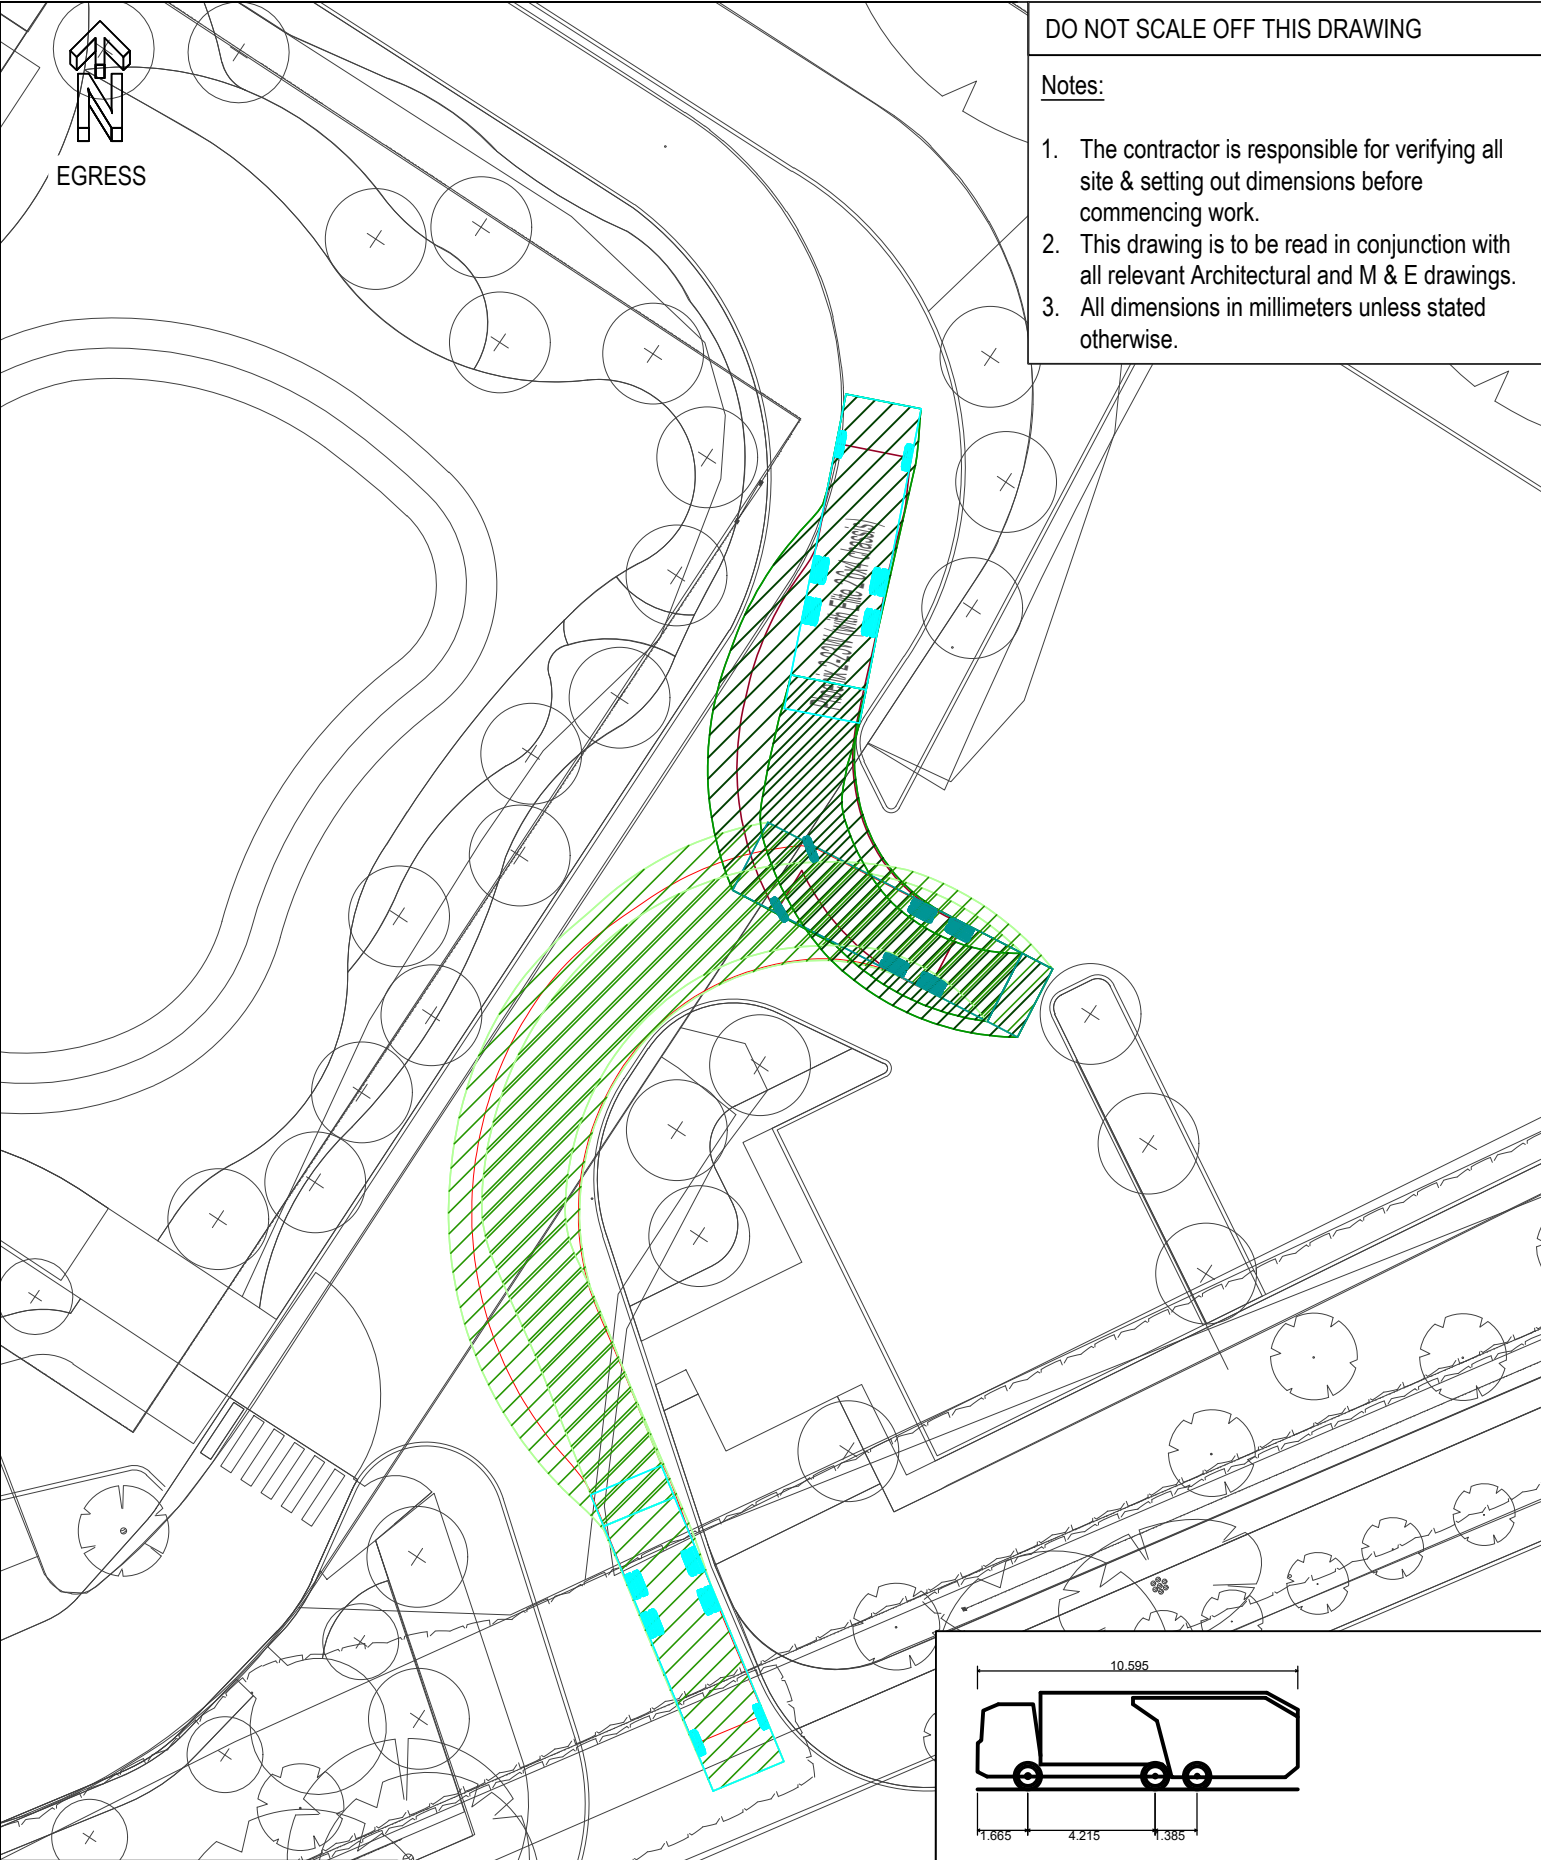 DO NOT SCALE OFF THIS DRAWING
Notes:
1. The contractor is responsible for verifying all
site & setting out dimensions before
commencing work.
2. This drawing is to be read in conjunction with
all relevant Architectural and M & E drawings.
3. All dimensions in millimeters unless stated
otherwise.
N
EGRESS
10.595
1.665
4.215
1.385